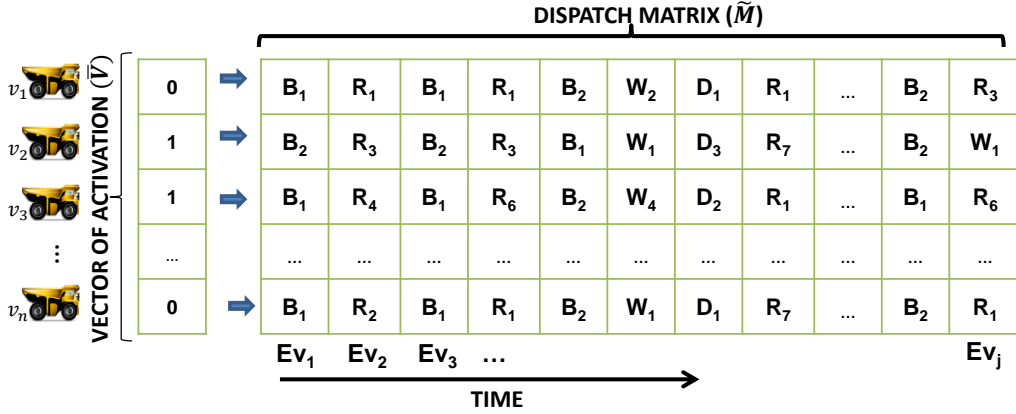 DISPATCH MATRIX (M̃)
VECTOR OF ACTIVATION (V̅)
v₁ 0 B₁ R₁ B₁ R₁ B₂ W₂ D₁ R₁ ... B₂ R₃
v₂ 1 B₂ R₃ B₂ R₃ B₁ W₁ D₃ R₇ ... B₂ W₁
v₃ 1 B₁ R₄ B₁ R₆ B₂ W₄ D₂ R₁ ... B₁ R₆
⋮ ... ... ... ... ... ... ... ... ... ... ... ...
vₙ 0 B₁ R₂ B₁ R₁ B₂ W₁ D₁ R₇ ... B₂ R₁
Ev₁ Ev₂ Ev₃ ... Evⱼ
TIME